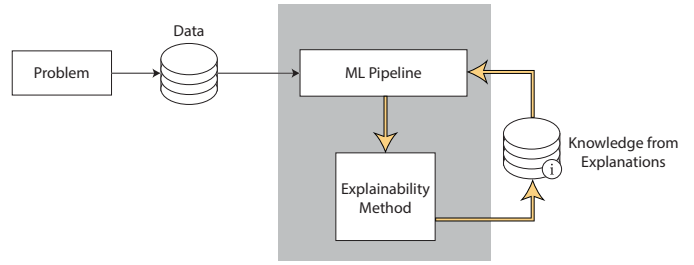 Data
Problem
ML Pipeline
Knowledge from
Explanations
i
Explainability
Method